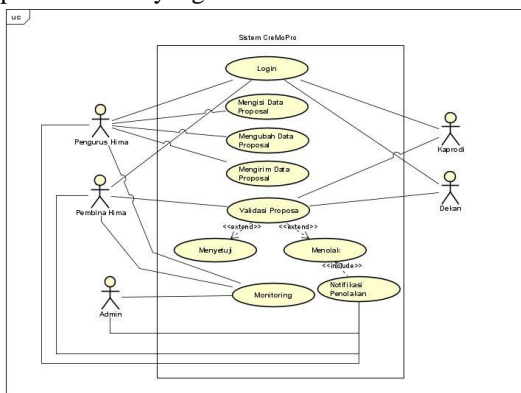 uc
Sistem CreMoPro
Login
Mengisi Data
Proposal
Pengurus Hima
Kaprodi
Mengubah Data
Proposal
Mengirim Data
Proposal
Pembina Hima
Dekan
Validasi Proposa
<<extend>>
<<extend>>
Menyetuji
Menolak
<<include>>
Notifikasi
Penolakan
Monitoring
Admin